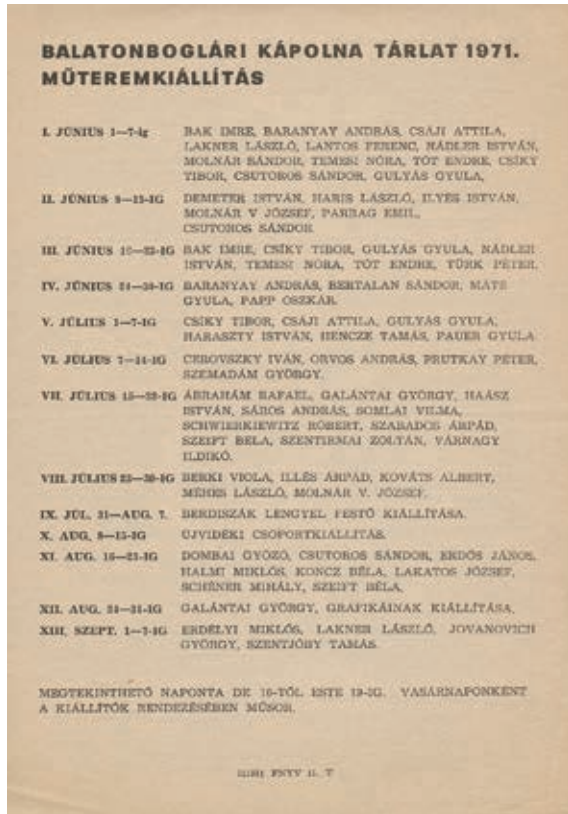 BALATONBOGLÁRI KÁPOLNA TÁRLAT 1971.
MŰTEREMKIÁLLÍTÁS
I. JÚNIUS 1—7-ig BAK IMRE, BARANYAY ANDRÁS, CSÁJI ATTILA,
LAKNER LÁSZLÓ, LANTOS FERENC, NÁDLER ISTVÁN,
MOLNÁR SÁNDOR, TEMESI NÓRA, TÓT ENDRE, CSÍKY
TIBOR, CSUTOROS SÁNDOR, GULYÁS GYULA,
II. JÚNIUS 8—15-IG DEMETER ISTVÁN, HARIS LÁSZLÓ, ILYÉS ISTVÁN,
MOLNÁR V JÓZSEF, PARRAG EMIL,
CSUTOROS SÁNDOR
III. JÚNIUS 16—23-IG BAK IMRE, CSÍKY TIBOR, GULYÁS GYULA, NÁDLER
ISTVÁN, TEMESI NÓRA, TÓT ENDRE, TÜRK PÉTER.
IV. JÚNIUS 24—30-IG BARANYAY ANDRÁS, BERTALAN SÁNDOR, MÁTÉ
GYULA, PAPP OSZKÁR.
V. JÚLIUS 1—7-IG CSÍKY TIBOR, CSÁJI ATTILA, GULYÁS GYULA,
HARASZTY ISTVÁN, HENCZE TAMÁS, PAUER GYULA
VI. JÚLIUS 7—14-IG CEROVSZKY IVÁN, ORVOS ANDRÁS, PRUTKAY PÉTER,
SZEMADÁM GYÖRGY.
VII. JÚLIUS 15—22-IG ÁBRAHÁM RAFAEL, GALÁNTAI GYÖRGY, HAÁSZ
ISTVÁN, SÁROS ANDRÁS, SOMLAI VILMA,
SCHWIERKIEWITZ RÓBERT, SZABADOS ÁRPÁD,
SZEIFT BÉLA, SZENTIRMAI ZOLTÁN, VÁRNAGY
ILDIKÓ.
VIII. JÚLIUS 23—30-IG BERKI VIOLA, ILLÉS ÁRPÁD, KOVÁTS ALBERT,
MÉHES LÁSZLÓ, MOLNÁR V. JÓZSEF.
IX. JÚL. 31—AUG. 7. BERDISZÁK LENGYEL FESTŐ KIÁLLÍTÁSA.
X. AUG. 8—15-IG ÚJVIDÉKI CSOPORTKIÁLLÍTÁS.
XI. AUG. 16—23-IG DOMBAI GYŐZŐ, CSUTOROS SÁNDOR, ERDŐS JÁNOS,
HALMI MIKLÓS, KONCZ BÉLA, LAKATOS JÓZSEF,
SCHÉNER MIHÁLY, SZEIFT BÉLA,
XII. AUG. 24—31-IG GALÁNTAI GYÖRGY, GRAFIKÁINAK KIÁLLÍTÁSA.
XIII. SZEPT. 1—7-IG ERDÉLYI MIKLÓS, LAKNER LÁSZLÓ, JOVANOVICH
GYÖRGY, SZENTJÓBY TAMÁS.
MEGTEKINTHETŐ NAPONTA DE 10-TŐL ESTE 19-IG. VASÁRNAPONKÉNT
A KIÁLLÍTÓK RENDEZÉSÉBEN MŰSOR.
FNYV